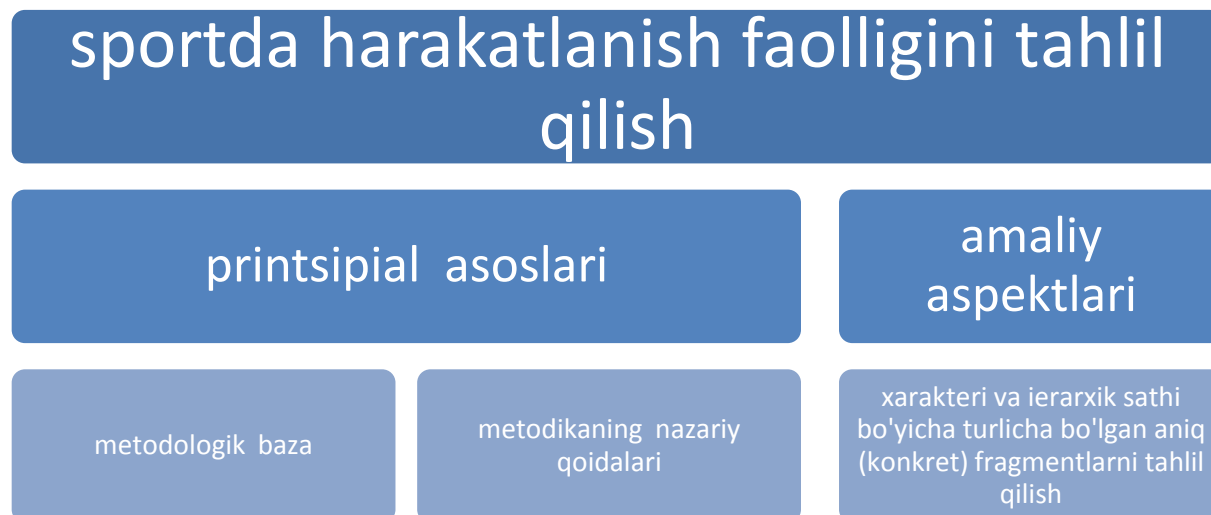 sportda harakatlanish faolligini tahlil
qilish
printsipial asoslari
amaliy
aspektlari
metodologik baza
metodikaning nazariy
qoidalari
xarakteri va ierarxik sathi
bo'yicha turlicha bo'lgan aniq
(konkret) fragmentlarni tahlil
qilish